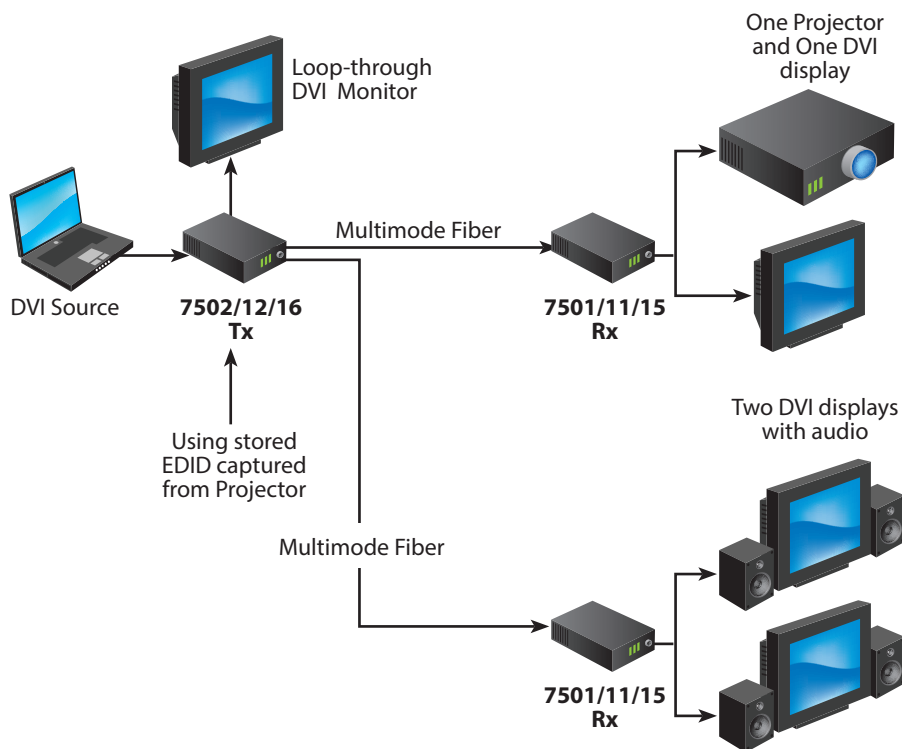 One Projector
and One DVI
display
Loop-through
DVI Monitor
Multimode Fiber
DVI Source
7502/12/16
Tx
7501/11/15
Rx
Using stored
EDID captured
from Projector
Two DVI displays
with audio
Multimode Fiber
7501/11/15
Rx